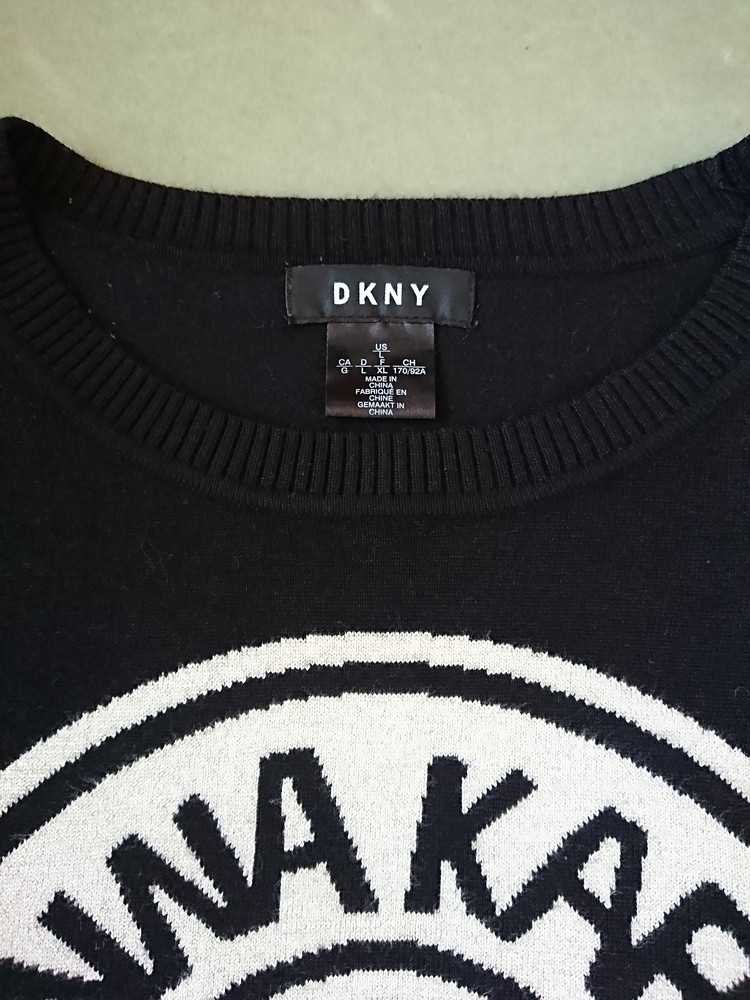 DKNY
US
L
CA D F CH
G L XL 170/92A
MADE IN
CHINA
FABRIQUÉ EN
CHINE
GEMAAKT IN
CHINA